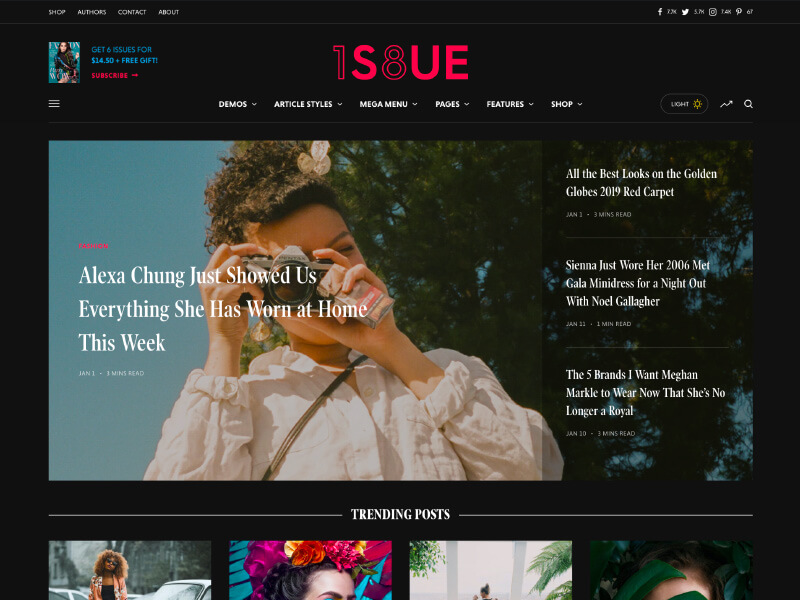 SHOP AUTHORS CONTACT ABOUT
7.7K 3.7K 7.4K 67
GET 6 ISSUES FOR
$14.50 + FREE GIFT!
SUBSCRIBE →
1S8UE
DEMOS ARTICLE STYLES MEGA MENU PAGES FEATURES SHOP
LIGHT
Alexa Chung Just Showed Us
Everything She Has Worn at Home
This Week
JAN 1 • 3 MINS READ
All the Best Looks on the Golden
Globes 2019 Red Carpet
JAN 1 • 3 MINS READ
Sienna Just Wore Her 2006 Met
Gala Minidress for a Night Out
With Noel Gallagher
JAN 11 • 1 MIN READ
The 5 Brands I Want Meghan
Markle to Wear Now That She's No
Longer a Royal
JAN 10 • 3 MINS READ
TRENDING POSTS